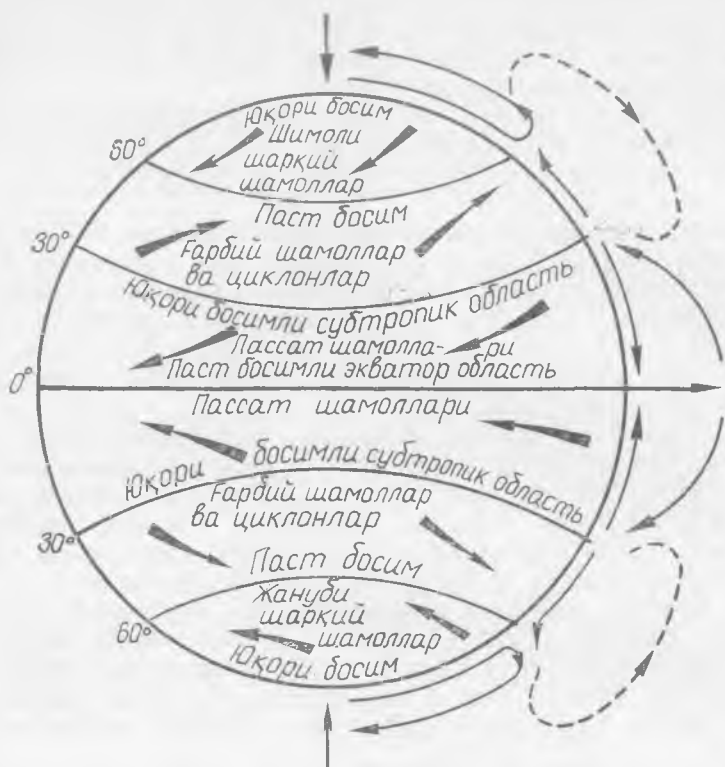 Юқори босим
Шимоли
шарқий
шамоллар
60°
Паст босим
30°
Ғарбий шамоллар
ва циклонлар
Юқори босимли субтропик область
Пассат шамолла-ри
Паст босимли экватор область
0°
Пассат шамоллари
Юқори босимли субтропик область
Ғарбий шамоллар
ва циклонлар
30°
Паст босим
Жануби
шарқий
шамоллар
60°
Юқори босим